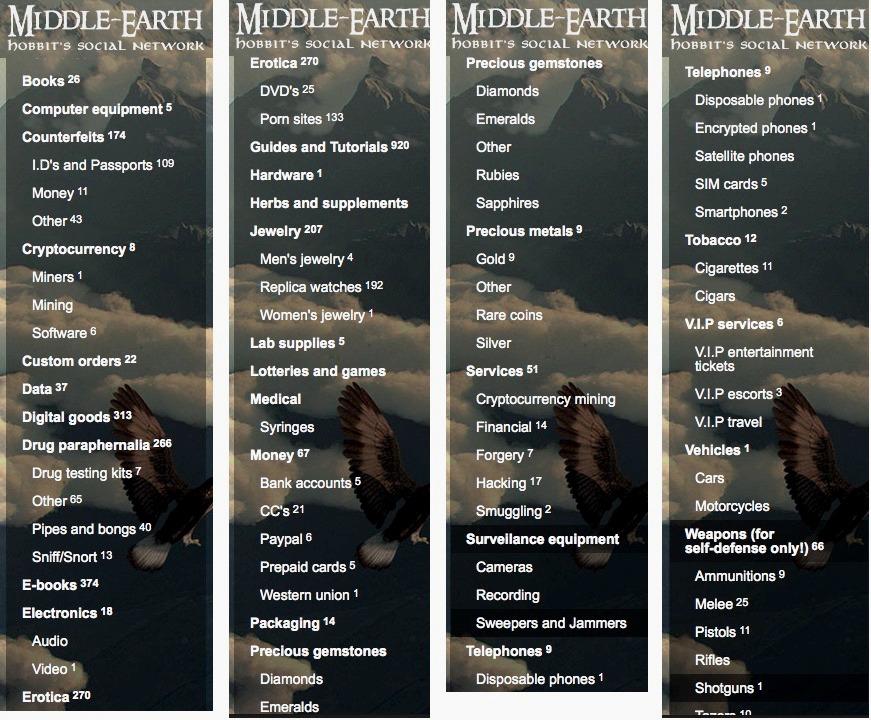 MIDDLE-EARTH
HOBBIT'S SOCIAL NETWORK
Books 26
Computer equipment 5
Counterfeits 174
I.D's and Passports 109
Money 11
Other 43
Cryptocurrency 8
Miners 1
Mining
Software 6
Custom orders 22
Data 37
Digital goods 313
Drug paraphernalia 266
Drug testing kits 7
Other 65
Pipes and bongs 40
Sniff/Snort 13
E-books 374
Electronics 18
Audio
Video 1
Erotica 270
MIDDLE-EARTH
HOBBIT'S SOCIAL NETWORK
Erotica 270
DVD's 25
Porn sites 133
Guides and Tutorials 920
Hardware 1
Herbs and supplements
Jewelry 207
Men's jewelry 4
Replica watches 192
Women's jewelry 1
Lab supplies 5
Lotteries and games
Medical
Syringes
Money 67
Bank accounts 5
CC's 21
Paypal 6
Prepaid cards 5
Western union 1
Packaging 14
Precious gemstones
Diamonds
Emeralds
MIDDLE-EARTH
HOBBIT'S SOCIAL NETWORK
Precious gemstones
Diamonds
Emeralds
Other
Rubies
Sapphires
Precious metals 9
Gold 9
Other
Rare coins
Silver
Services 51
Cryptocurrency mining
Financial 14
Forgery 7
Hacking 17
Smuggling 2
Surveilance equipment
Cameras
Recording
Sweepers and Jammers
Telephones 9
Disposable phones 1
MIDDLE-EARTH
HOBBIT'S SOCIAL NETWORK
Telephones 9
Disposable phones 1
Encrypted phones 1
Satellite phones
SIM cards 5
Smartphones 2
Tobacco 12
Cigarettes 11
Cigars
V.I.P services 6
V.I.P entertainment
tickets
V.I.P escorts 3
V.I.P travel
Vehicles 1
Cars
Motorcycles
Weapons (for
self-defense only!) 66
Ammunitions 9
Melee 25
Pistols 11
Rifles
Shotguns 1
Tazers 10